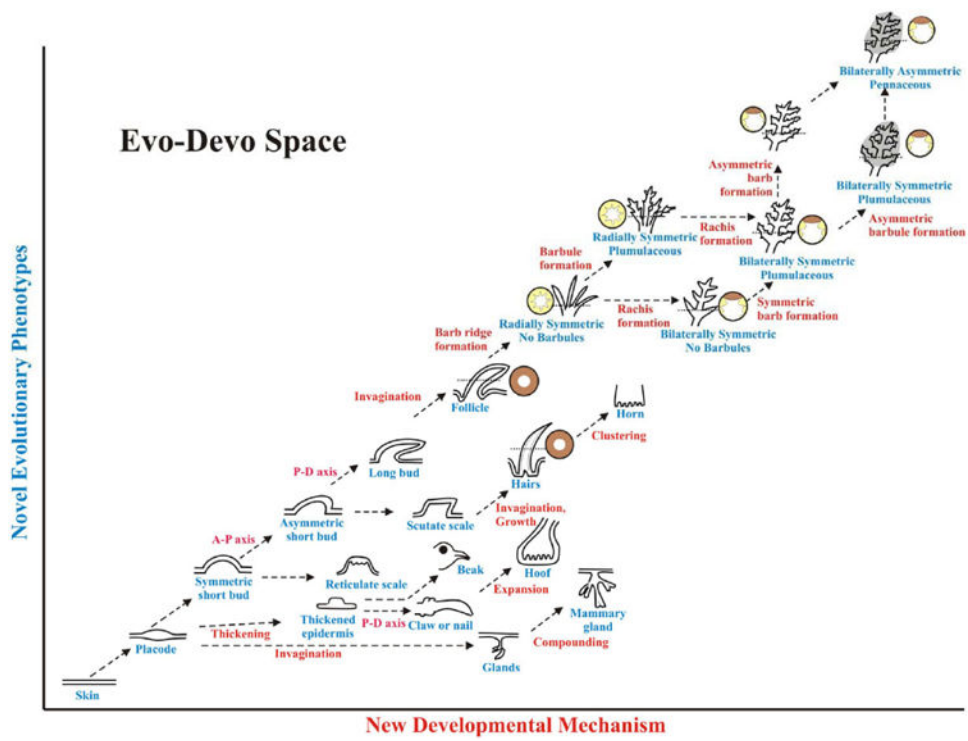 Evo-Devo Space
Novel Evolutionary Phenotypes
New Developmental Mechanism
Bilaterally Asymmetric
Pennaceous
Asymmetric
barb
formation
Bilaterally Symmetric
Plumulaceous
Asymmetric
barbule formation
Radially Symmetric
Plumulaceous
Rachis
formation
Bilaterally Symmetric
Plumulaceous
Barbule
formation
Radially Symmetric
No Barbules
Rachis
formation
Bilaterally Symmetric
No Barbules
Symmetric
barb formation
Barb ridge
formation
Invagination
Follicle
Horn
Clustering
P-D axis
Long bud
Hairs
Invagination,
Growth
A-P axis
Asymmetric
short bud
Scutate scale
Symmetric
short bud
Reticulate scale
Beak
Hoof
Expansion
Thickened
epidermis
P-D axis
Claw or nail
Mammary
gland
Placode
Thickening
Invagination
Glands
Compounding
Skin